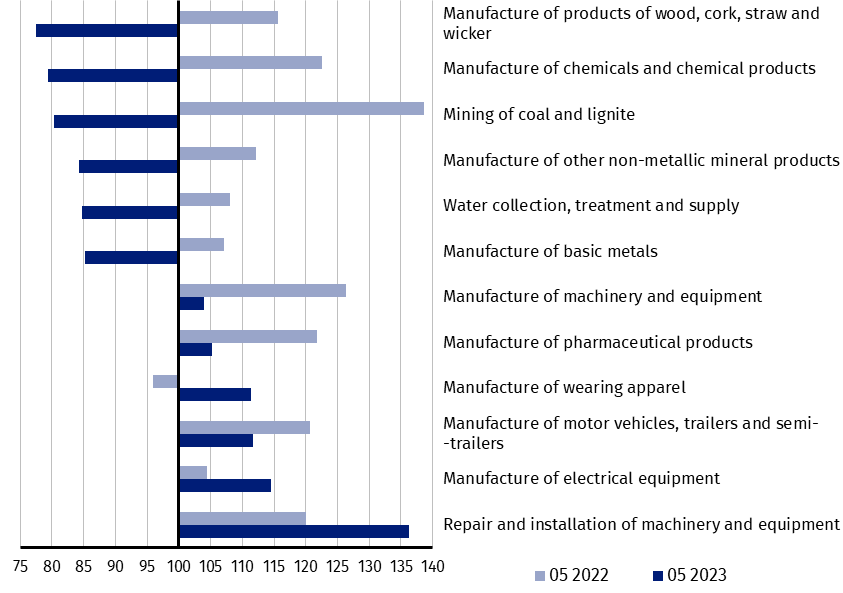 Manufacture of products of wood, cork, straw and
wicker
Manufacture of chemicals and chemical products
Mining of coal and lignite
Manufacture of other non-metallic mineral products
Water collection, treatment and supply
Manufacture of basic metals
Manufacture of machinery and equipment
Manufacture of pharmaceutical products
Manufacture of wearing apparel
Manufacture of motor vehicles, trailers and semi-
-trailers
Manufacture of electrical equipment
Repair and installation of machinery and equipment
75 80 85 90 95 100 105 110 115 120 125 130 135 140
05 2022 05 2023